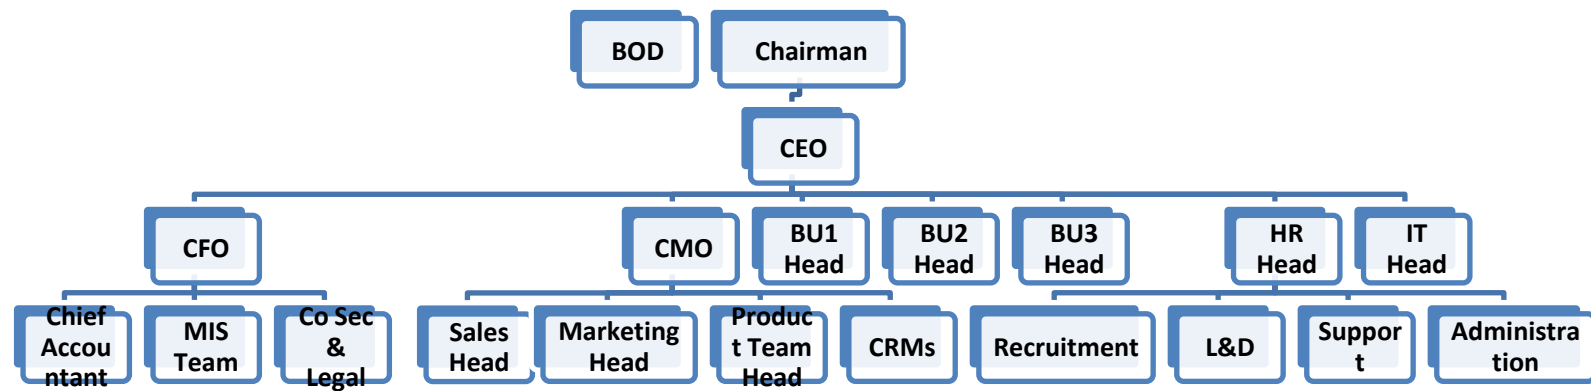 BOD
Chairman
CEO
CFO
CMO
BU1
Head
BU2
Head
BU3
Head
HR
Head
IT
Head
Chief
Accou
ntant
MIS
Team
Co Sec
&
Legal
Sales
Head
Marketing
Head
Produc
t Team
Head
CRMs
Recruitment
L&D
Suppor
t
Administra
tion